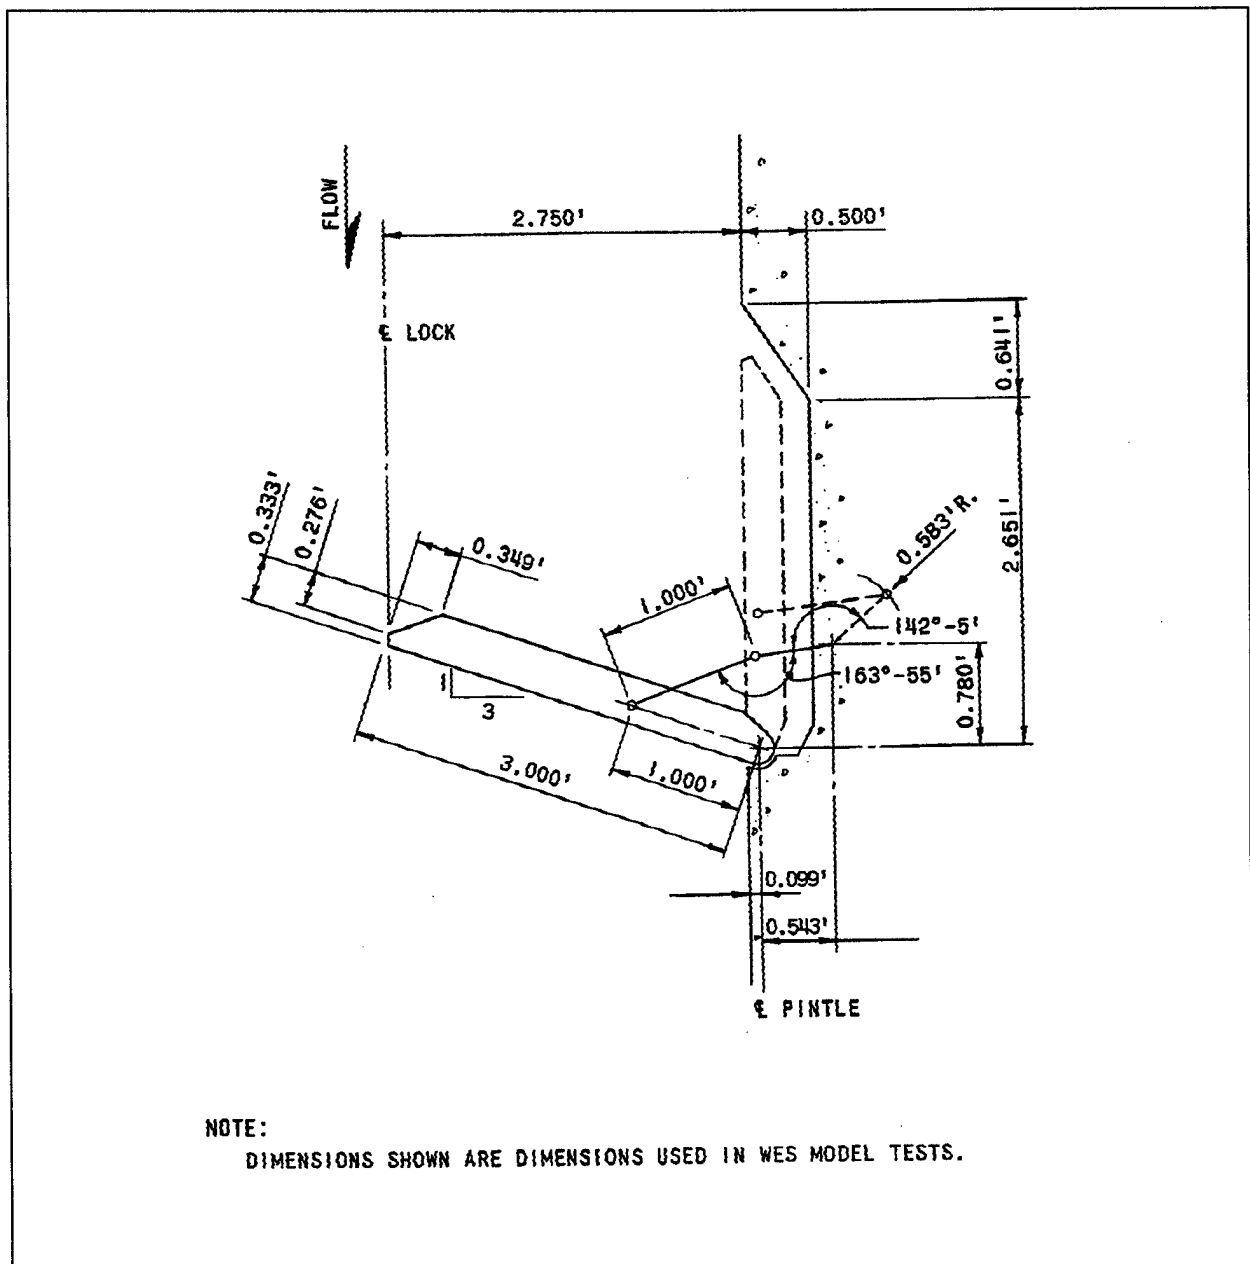 FLOW
2.750'
0.500'
℄ LOCK
0.641'
0.333'
0.276'
0.349'
0.583'R.
2.651'
1.000'
142°-5'
163°-55'
0.780'
1
3
3.000'
1.000'
0.099'
0.543'
℄ PINTLE
NOTE:
DIMENSIONS SHOWN ARE DIMENSIONS USED IN WES MODEL TESTS.